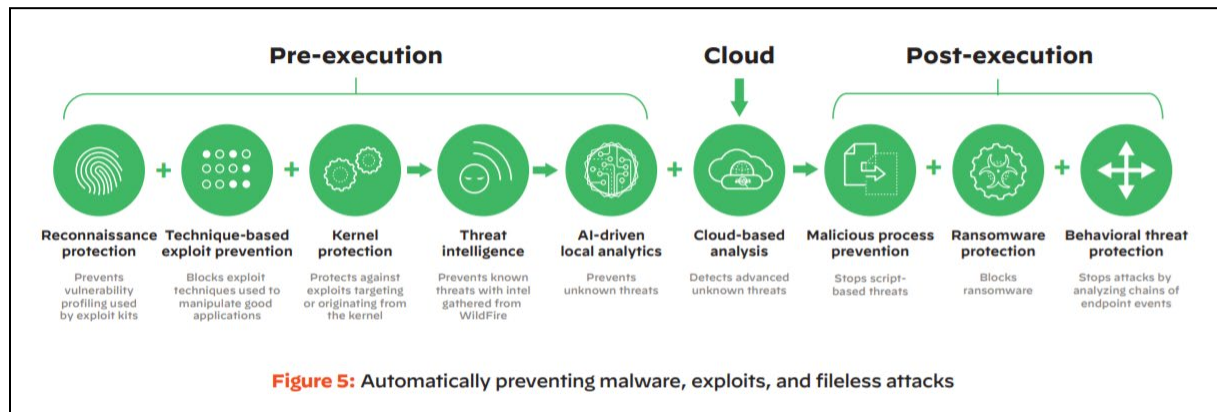 Pre-execution
Cloud
Post-execution
Reconnaissance
protection
Prevents
vulnerability
profiling used
by exploit kits
Technique-based
exploit prevention
Blocks exploit
techniques used to
manipulate good
applications
Kernel
protection
Protects against
exploits targeting
or originating from
the kernel
Threat
intelligence
Prevents known
threats with intel
gathered from
WildFire
AI-driven
local analytics
Prevents
unknown threats
Cloud-based
analysis
Detects advanced
unknown threats
Malicious process
prevention
Stops script-
based threats
Ransomware
protection
Blocks
ransomware
Behavioral threat
protection
Stops attacks by
analyzing chains of
endpoint events
Figure 5: Automatically preventing malware, exploits, and fileless attacks